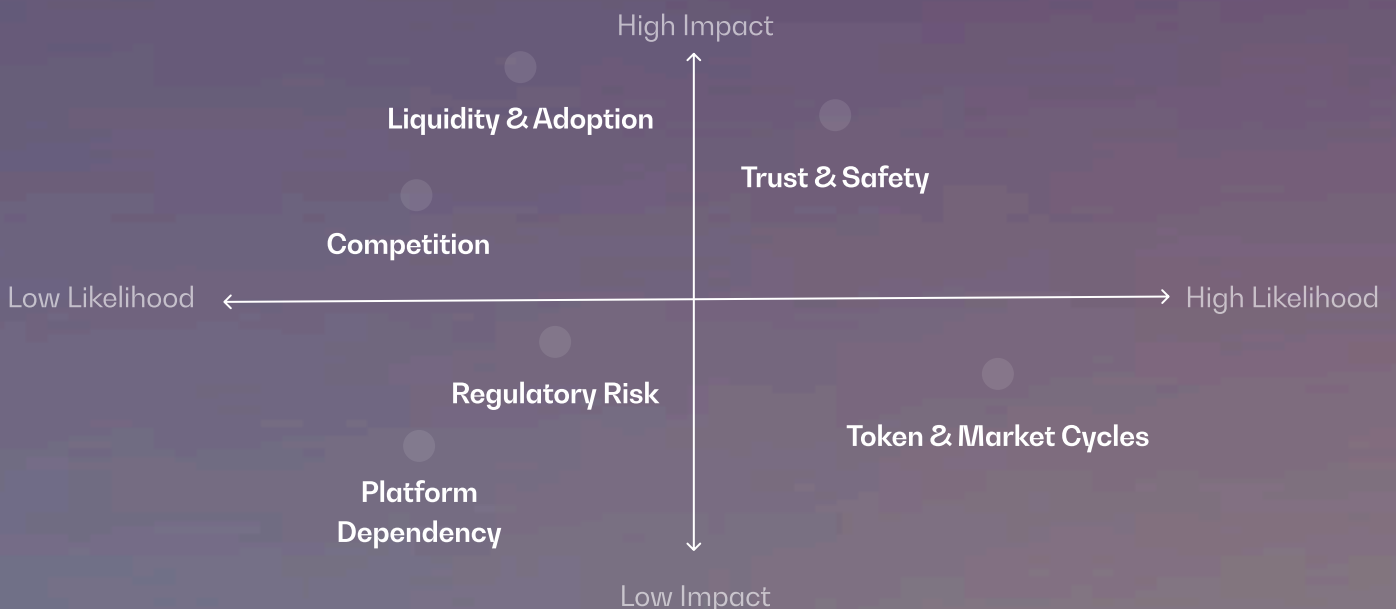 High Impact
Liquidity & Adoption
Trust & Safety
Competition
Low Likelihood
High Likelihood
Regulatory Risk
Token & Market Cycles
Platform
Dependency
Low Impact